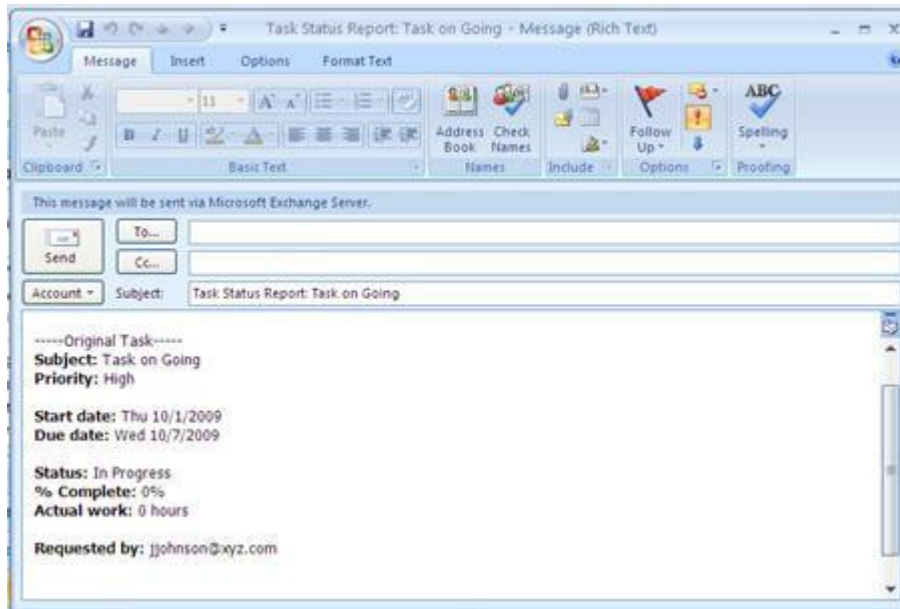 Task Status Report: Task on Going - Message (Rich Text)
Message Insert Options Format Text
Paste
11
A A
B I U A
Address Book
Check Names
Follow Up
ABC
Spelling
Clipboard Basic Text Names Include Options Proofing
This message will be sent via Microsoft Exchange Server.
Send
To...
Cc...
Account Subject: Task Status Report: Task on Going
-----Original Task-----
Subject: Task on Going
Priority: High
Start date: Thu 10/1/2009
Due date: Wed 10/7/2009
Status: In Progress
% Complete: 0%
Actual work: 0 hours
Requested by: jjohnson@xyz.com